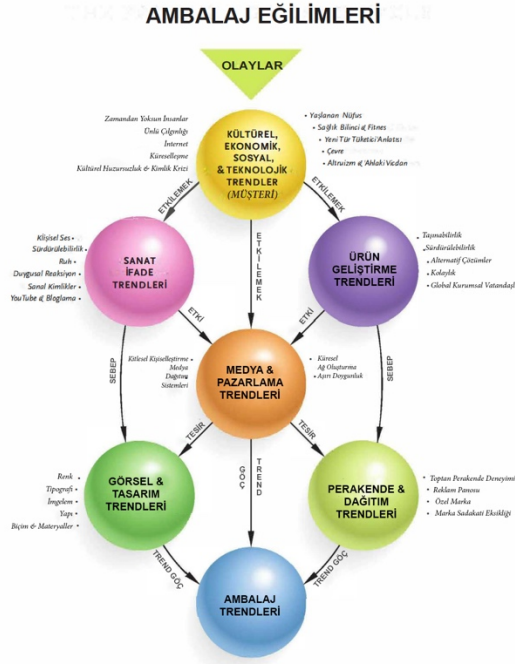 AMBALAJ EĞİLİMLERİ
OLAYLAR
Zamandan Yoksun İnsanlar
Ünlü Çılgınlığı
İnternet
Küreselleşme
Kültürel Huzursuzluk & Kimlik Krizi
KÜLTÜREL,
EKONOMİK,
SOSYAL,
& TEKNOLOJİK
TRENDLER
(MÜŞTERİ)
• Yaşlanan Nüfus
• Sağlık Bilinci & Fitnes
• Yeni Tür Tüketici Anlatısı
• Çevre
• Altruizm & Ahlaki Vicdan
ETKİLEMEK
ETKİLEMEK
ETKİLEMEK
Klişisel Ses •
Sürdürülebilirlik •
Ruh •
Duygusal Reaksiyon •
Sanal Kimlikler •
YouTube & Bloglama •
SANAT
İFADE
TRENDLERİ
ÜRÜN
GELİŞTİRME
TRENDLERİ
• Taşınabilirlik
• Sürdürülebilirlik
• Alternatif Çözümler
• Kolaylık
• Global Kurumsal Vatandaşl
ETKİ
ETKİ
SEBEP
SEBEP
Kitlesel Kişiselleştirme •
Medya •
Dağıtım
Sistemleri
MEDYA &
PAZARLAMA
TRENDLERİ
• Küresel
Ağ Oluşturma
• Aşırı Doygunluk
TESİR
TESİR
TREND
GÖÇ
Renk •
Tipografi •
İmgelem •
Yapı •
Biçim & Materyaller •
GÖRSEL &
TASARIM
TRENDLERİ
PERAKENDE &
DAĞITIM
TRENDLERİ
• Toptan Perakende Deneyimi
• Reklam Panosu
• Özel Marka
• Marka Sadakati Eksikliği
TREND GÖÇ
TREND GÖÇ
AMBALAJ
TRENDLERİ